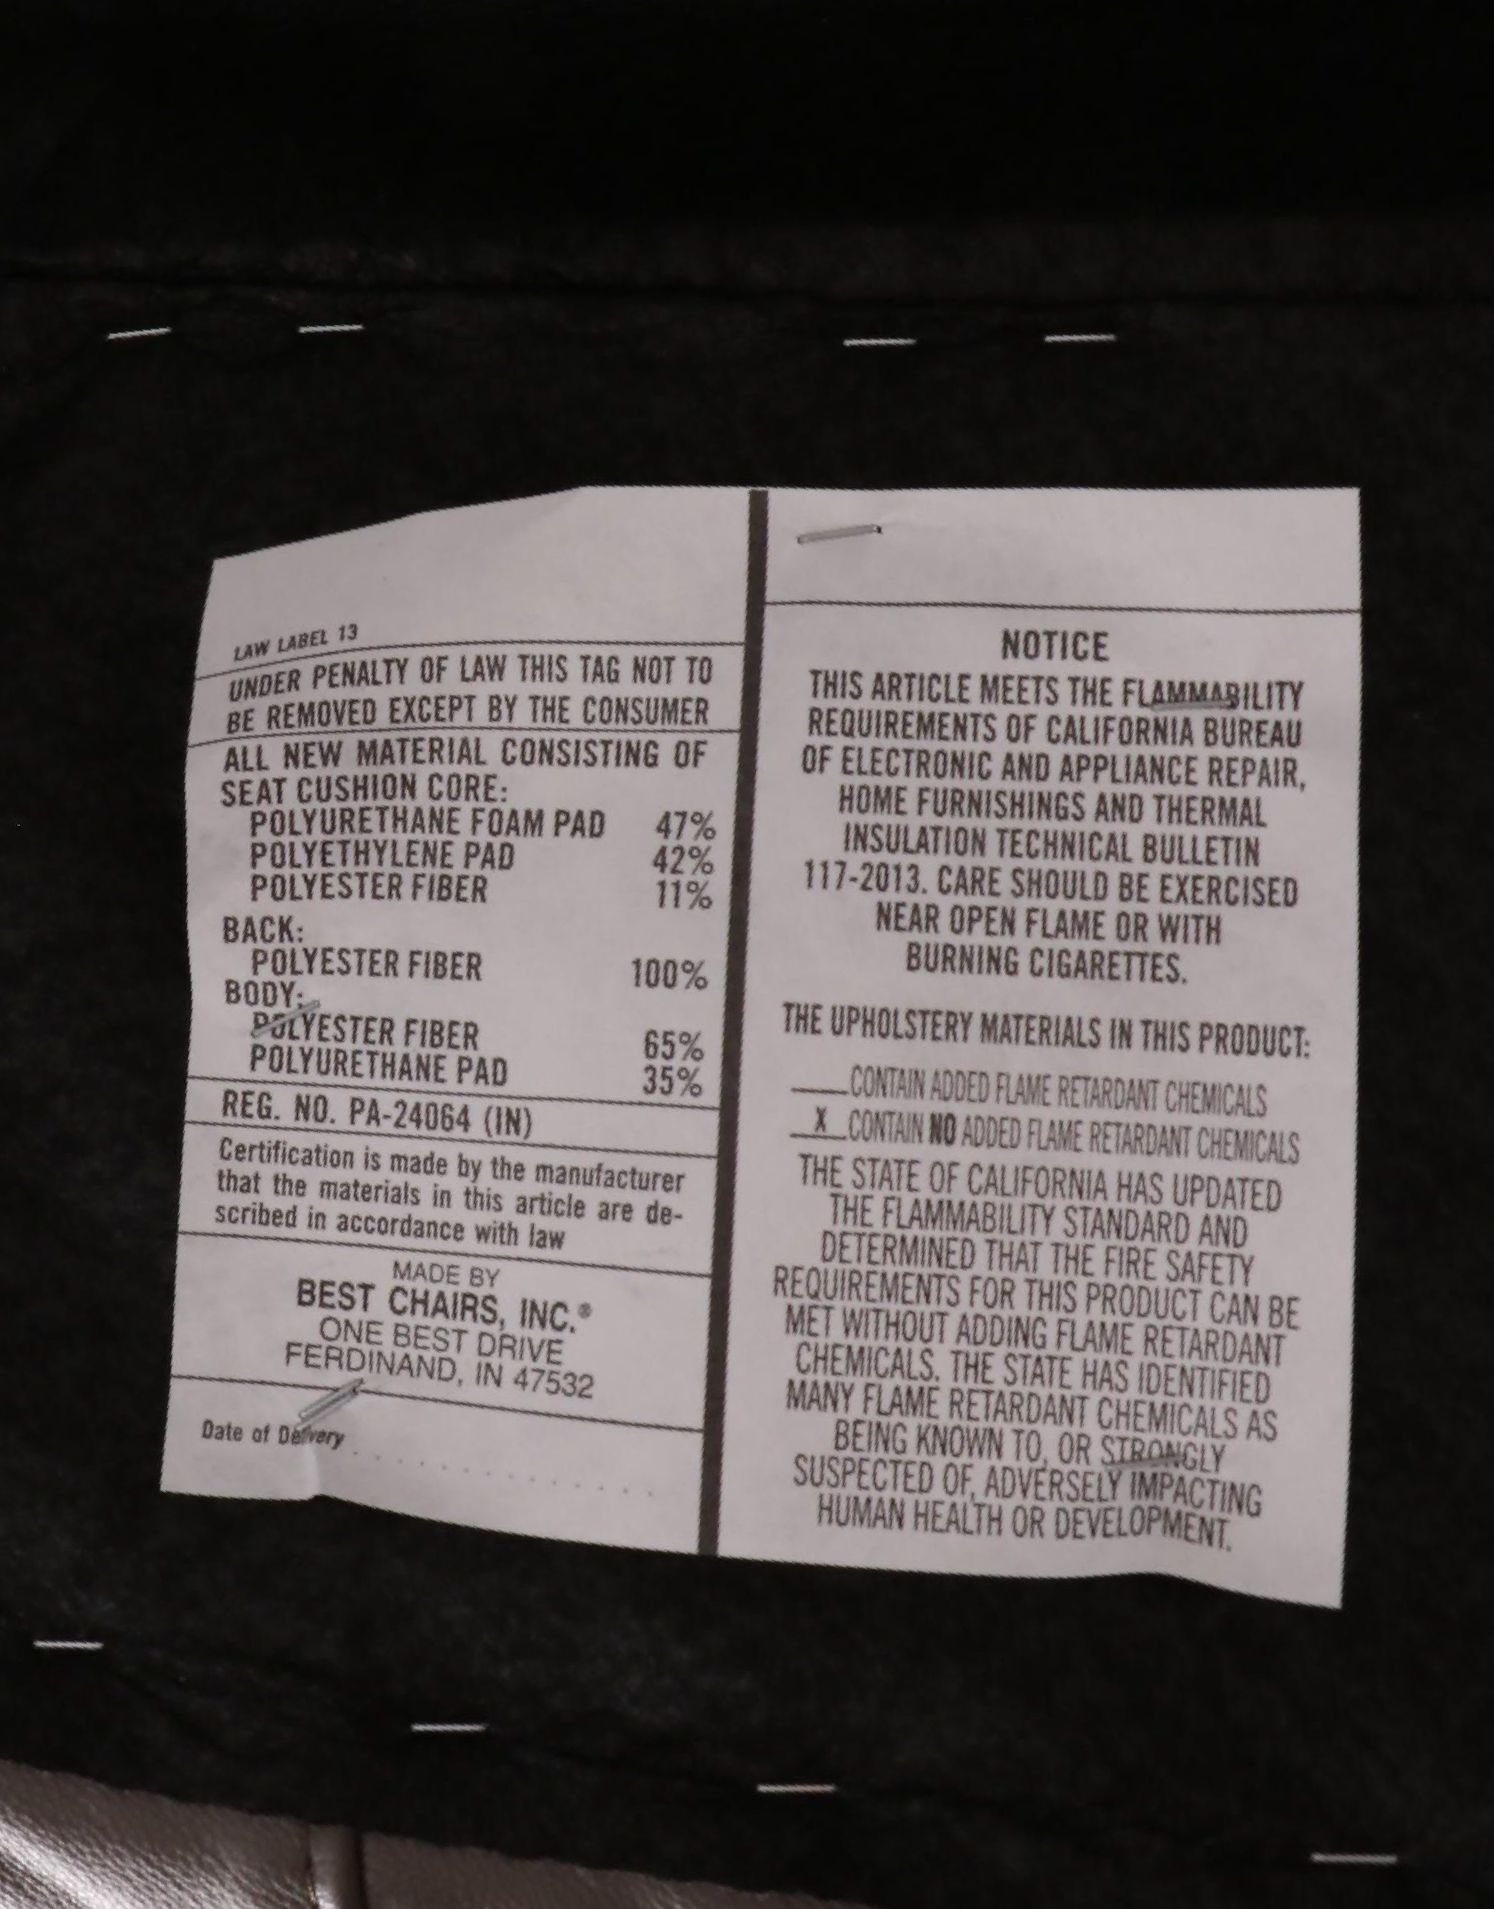 LAW LABEL 13
UNDER PENALTY OF LAW THIS TAG NOT TO
BE REMOVED EXCEPT BY THE CONSUMER
ALL NEW MATERIAL CONSISTING OF
SEAT CUSHION CORE:
POLYURETHANE FOAM PAD 47%
POLYETHYLENE PAD 42%
POLYESTER FIBER 11%
BACK:
POLYESTER FIBER 100%
BODY:
POLYESTER FIBER 65%
POLYURETHANE PAD 35%
REG. NO. PA-24064 (IN)
Certification is made by the manufacturer
that the materials in this article are de-
scribed in accordance with law
MADE BY
BEST CHAIRS, INC.®
ONE BEST DRIVE
FERDINAND, IN 47532
Date of Delivery
NOTICE
THIS ARTICLE MEETS THE FLAMMABILITY
REQUIREMENTS OF CALIFORNIA BUREAU
OF ELECTRONIC AND APPLIANCE REPAIR,
HOME FURNISHINGS AND THERMAL
INSULATION TECHNICAL BULLETIN
117-2013. CARE SHOULD BE EXERCISED
NEAR OPEN FLAME OR WITH
BURNING CIGARETTES.
THE UPHOLSTERY MATERIALS IN THIS PRODUCT:
____CONTAIN ADDED FLAME RETARDANT CHEMICALS
__X__CONTAIN NO ADDED FLAME RETARDANT CHEMICALS
THE STATE OF CALIFORNIA HAS UPDATED
THE FLAMMABILITY STANDARD AND
DETERMINED THAT THE FIRE SAFETY
REQUIREMENTS FOR THIS PRODUCT CAN BE
MET WITHOUT ADDING FLAME RETARDANT
CHEMICALS. THE STATE HAS IDENTIFIED
MANY FLAME RETARDANT CHEMICALS AS
BEING KNOWN TO, OR STRONGLY
SUSPECTED OF, ADVERSELY IMPACTING
HUMAN HEALTH OR DEVELOPMENT.